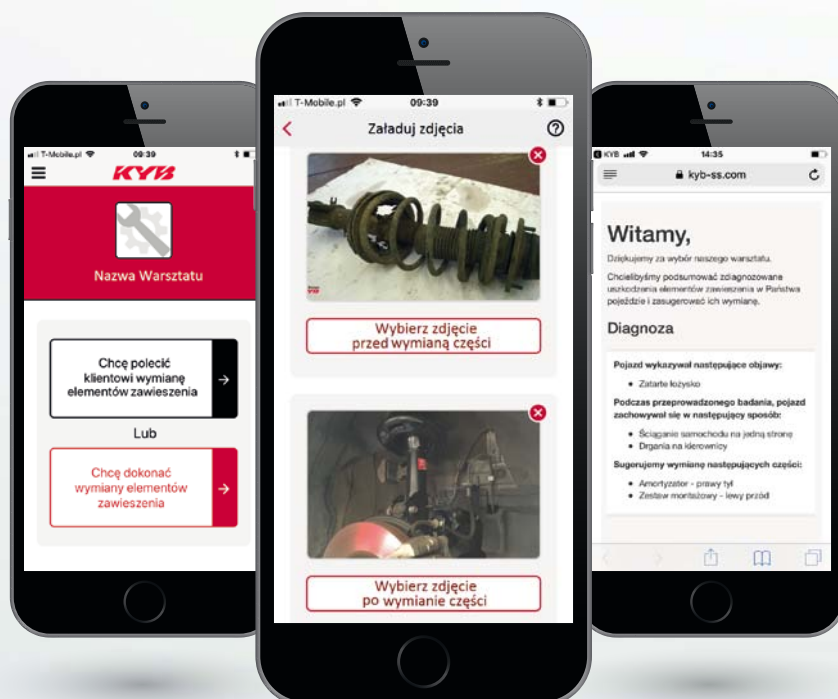 T-Mobile.pl
09:39
KYB
Nazwa Warsztatu
Chcę polecić
klientowi wymianę
elementów zawieszenia
Lub
Chcę dokonać
wymiany elementów
zawieszenia
T-Mobile.pl
09:39
Załaduj zdjęcia
Wybierz zdjęcie
przed wymianą części
Wybierz zdjęcie
po wymianie części
KYB
14:35
kyb-ss.com
Witamy,
Dziękujemy za wybór naszego warsztatu.
Chcielibyśmy podsumować zdiagnozowane
uszkodzenia elementów zawieszenia w Państwa
pojeździe i zasugerować ich wymianę.
Diagnoza
Pojazd wykazywał następujące objawy:
Zatarte łożysko
Podczas przeprowadzonego badania, pojazd
zachowywał się w następujący sposób:
Ściąganie samochodu na jedną stronę
Drgania na kierownicy
Sugerujemy wymianę następujących części:
Amortyzator - prawy tył
Zestaw montażowy - lewy przód